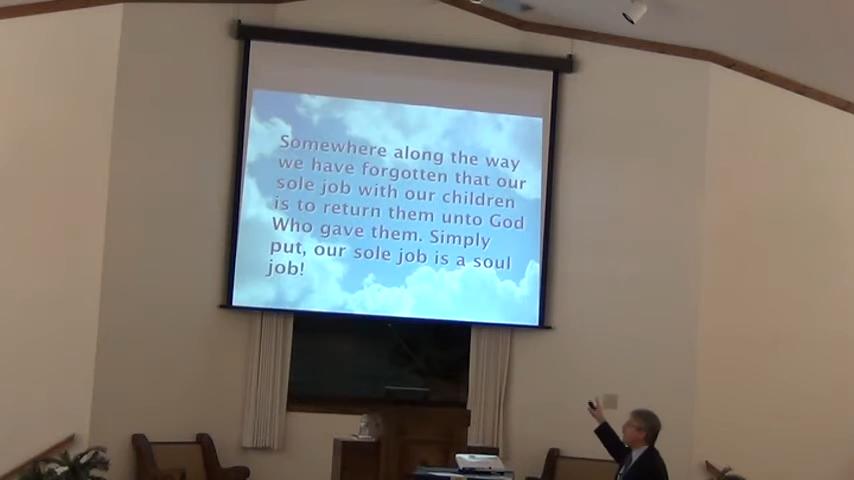 Somewhere along the way
we have forgotten that our
sole job with our children
is to return them unto God
Who gave them. Simply
put, our sole job is a soul
job!